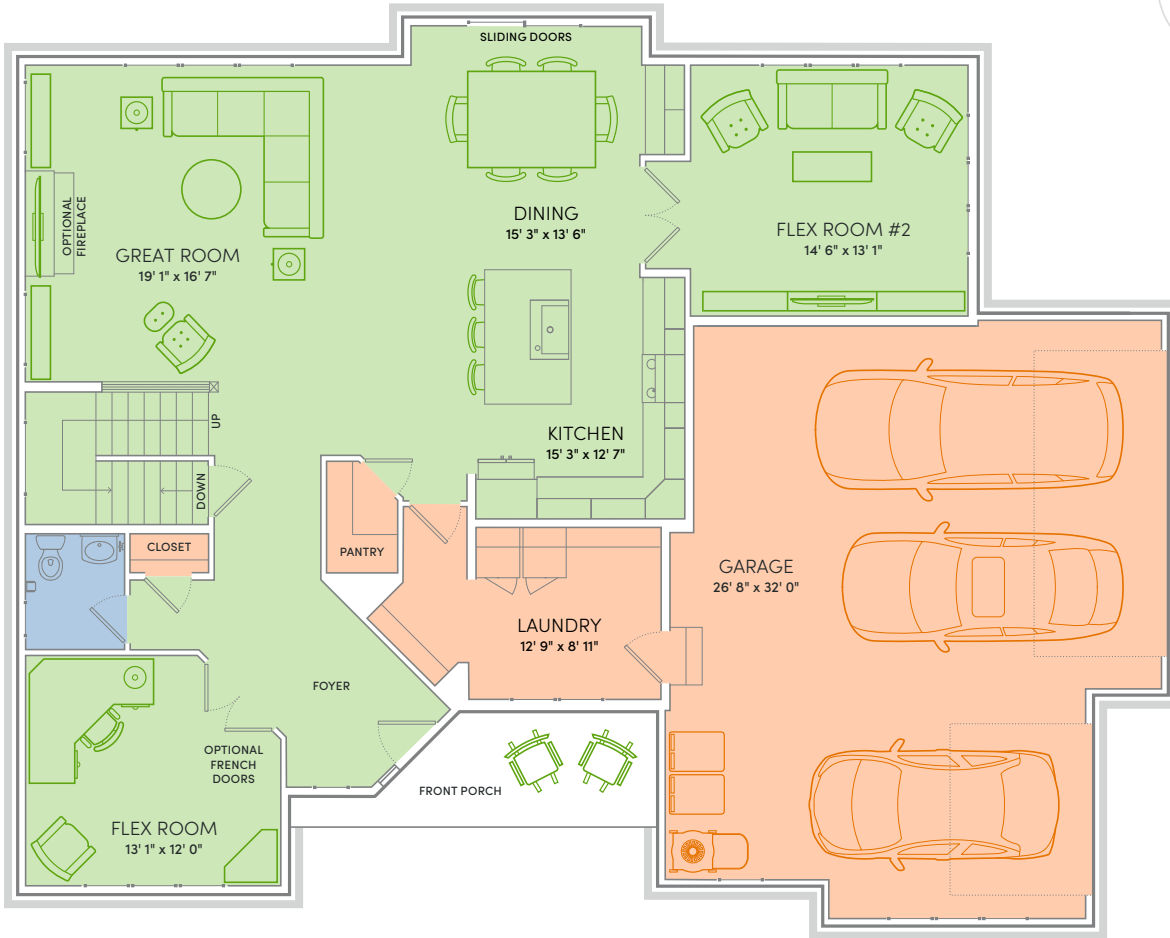 SLIDING DOORS
DINING
15' 3" x 13' 6"
FLEX ROOM #2
14' 6" x 13' 1"
OPTIONAL
FIREPLACE
GREAT ROOM
19' 1" x 16' 7"
UP
DOWN
KITCHEN
15' 3" x 12' 7"
CLOSET
PANTRY
GARAGE
26' 8" x 32' 0"
LAUNDRY
12' 9" x 8' 11"
FOYER
OPTIONAL
FRENCH
DOORS
FRONT PORCH
FLEX ROOM
13' 1" x 12' 0"